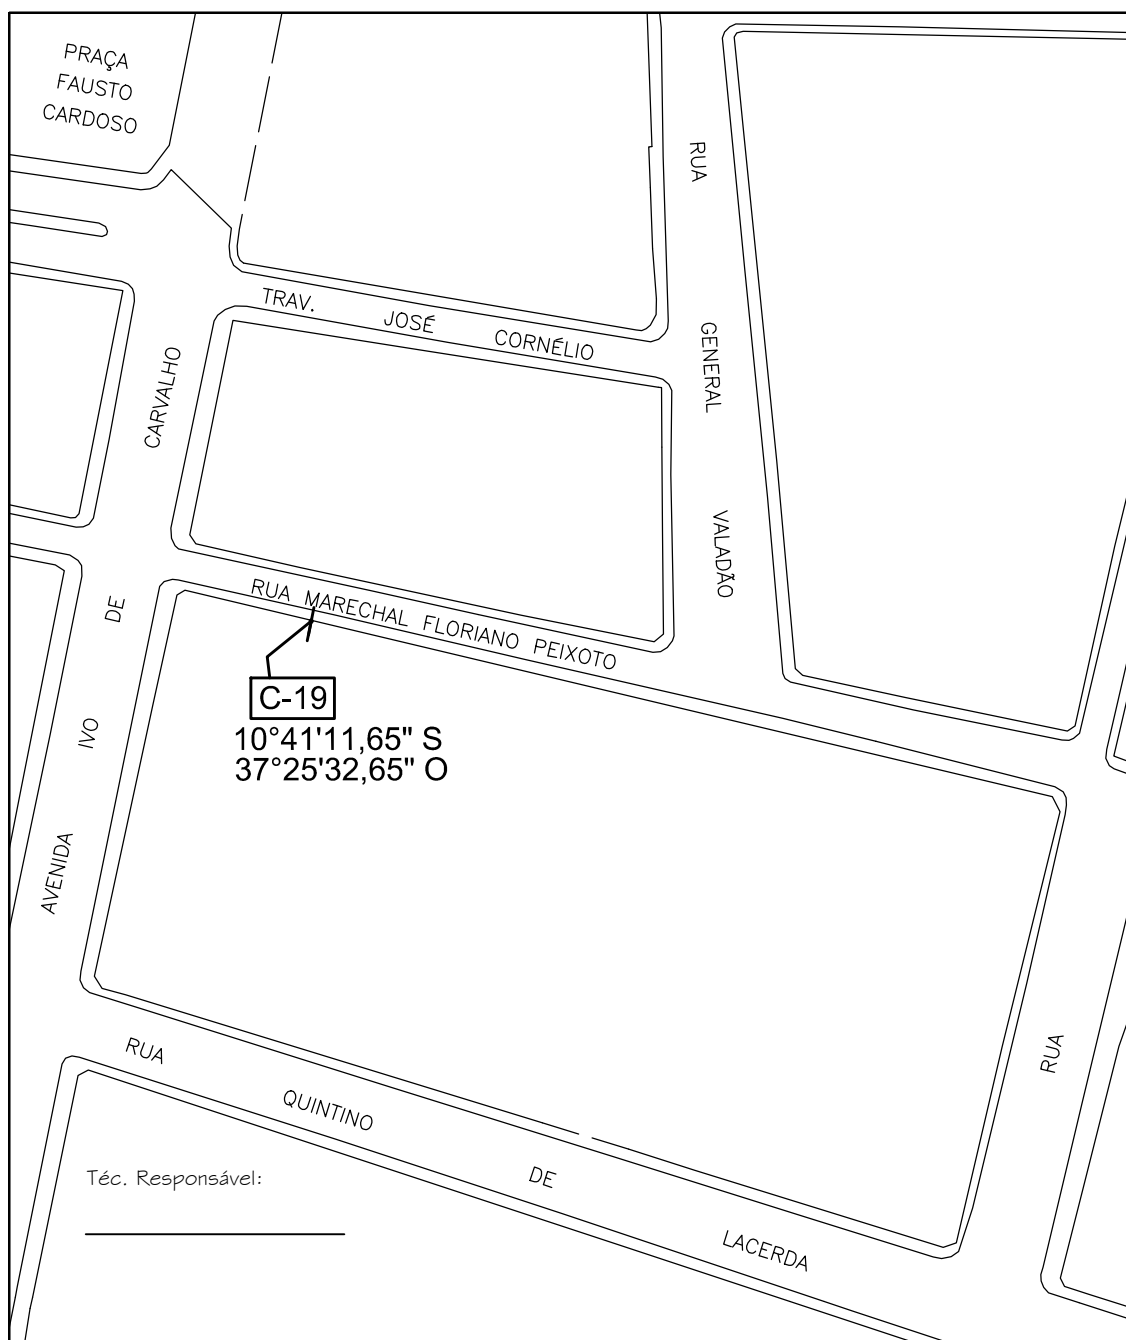 PRAÇA
FAUSTO
CARDOSO
RUA
GENERAL
VALADÃO
TRAV. JOSÉ CORNÉLIO
CARVALHO
DE
IVO
AVENIDA
RUA MARECHAL FLORIANO PEIXOTO
C-19
10°41'11,65" S
37°25'32,65" O
RUA
RUA QUINTINO DE LACERDA
Téc. Responsável: